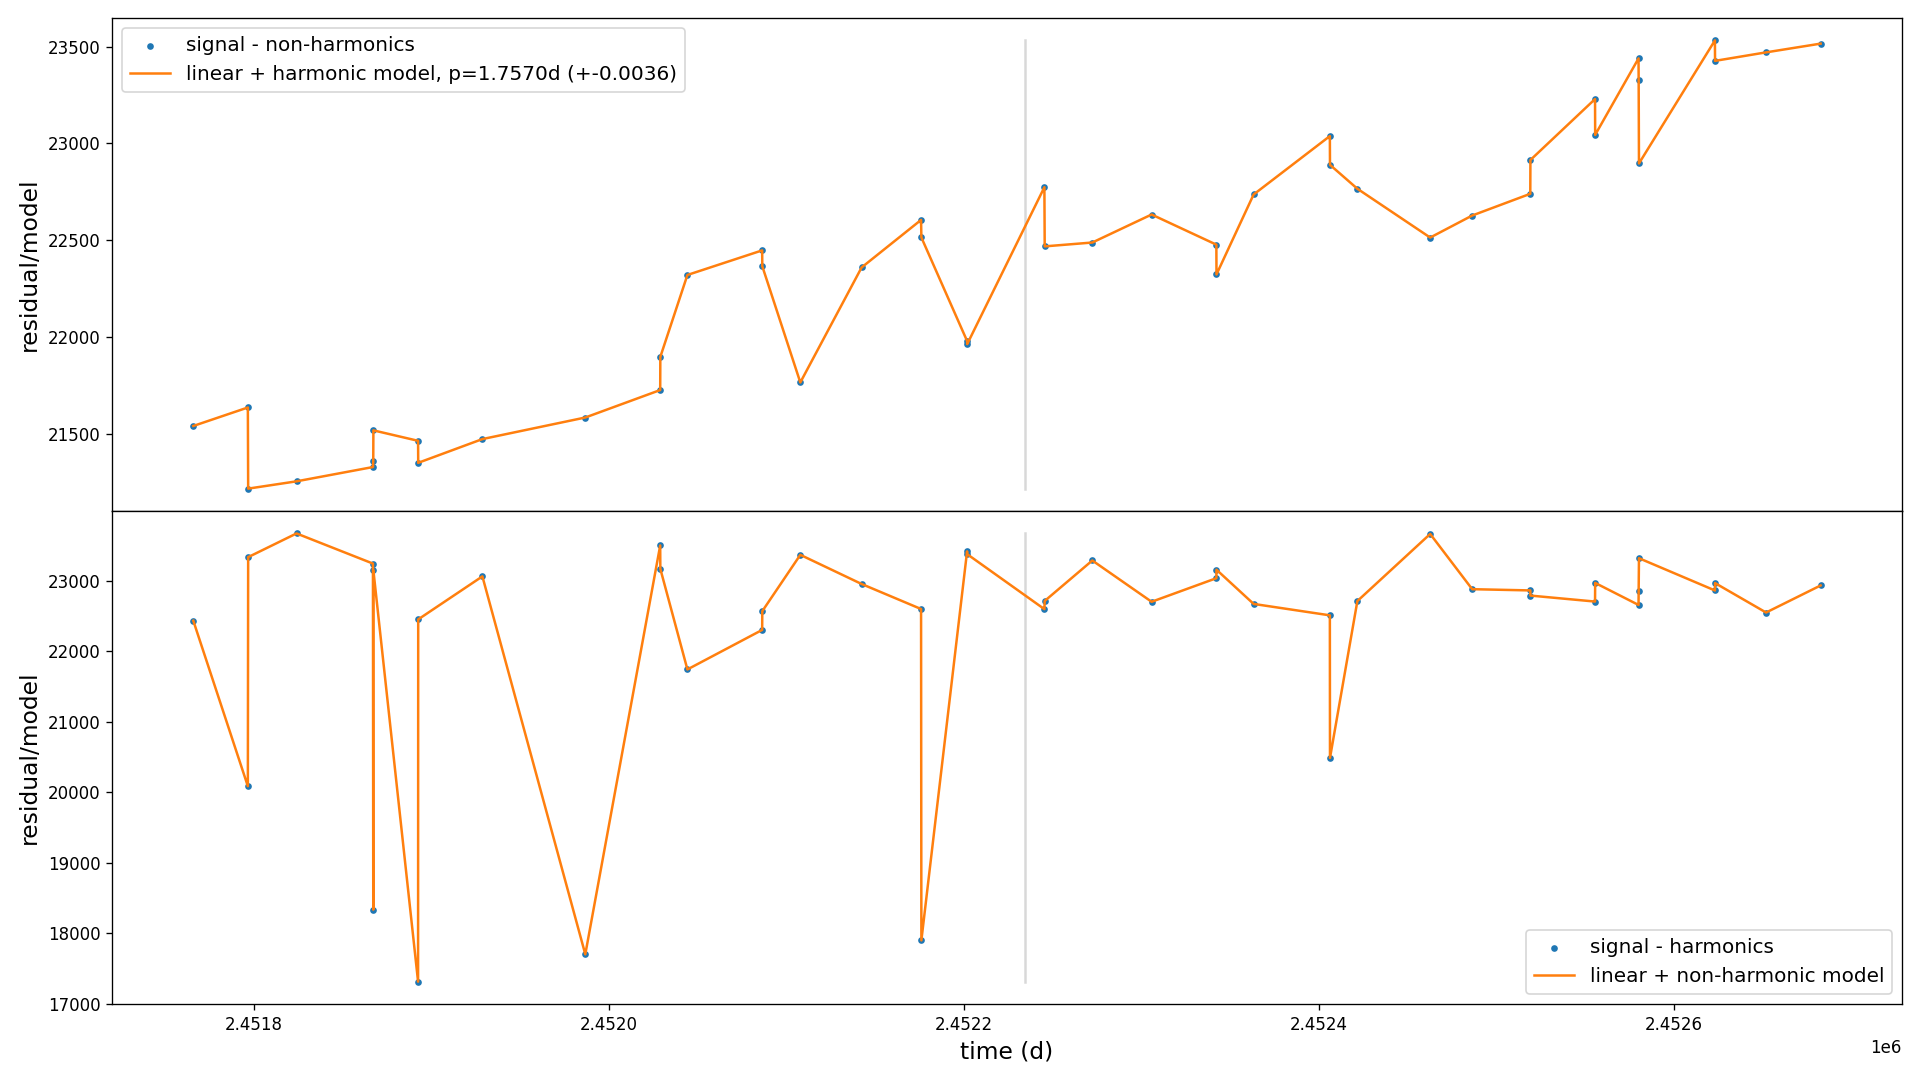 signal - non-harmonics
linear + harmonic model, p=1.7570d (+-0.0036)
23500
23000
22500
22000
21500
residual/model
23000
22000
21000
20000
19000
18000
17000
residual/model
signal - harmonics
linear + non-harmonic model
2.4518
2.4520
2.4522
2.4524
2.4526
time (d)
1e6